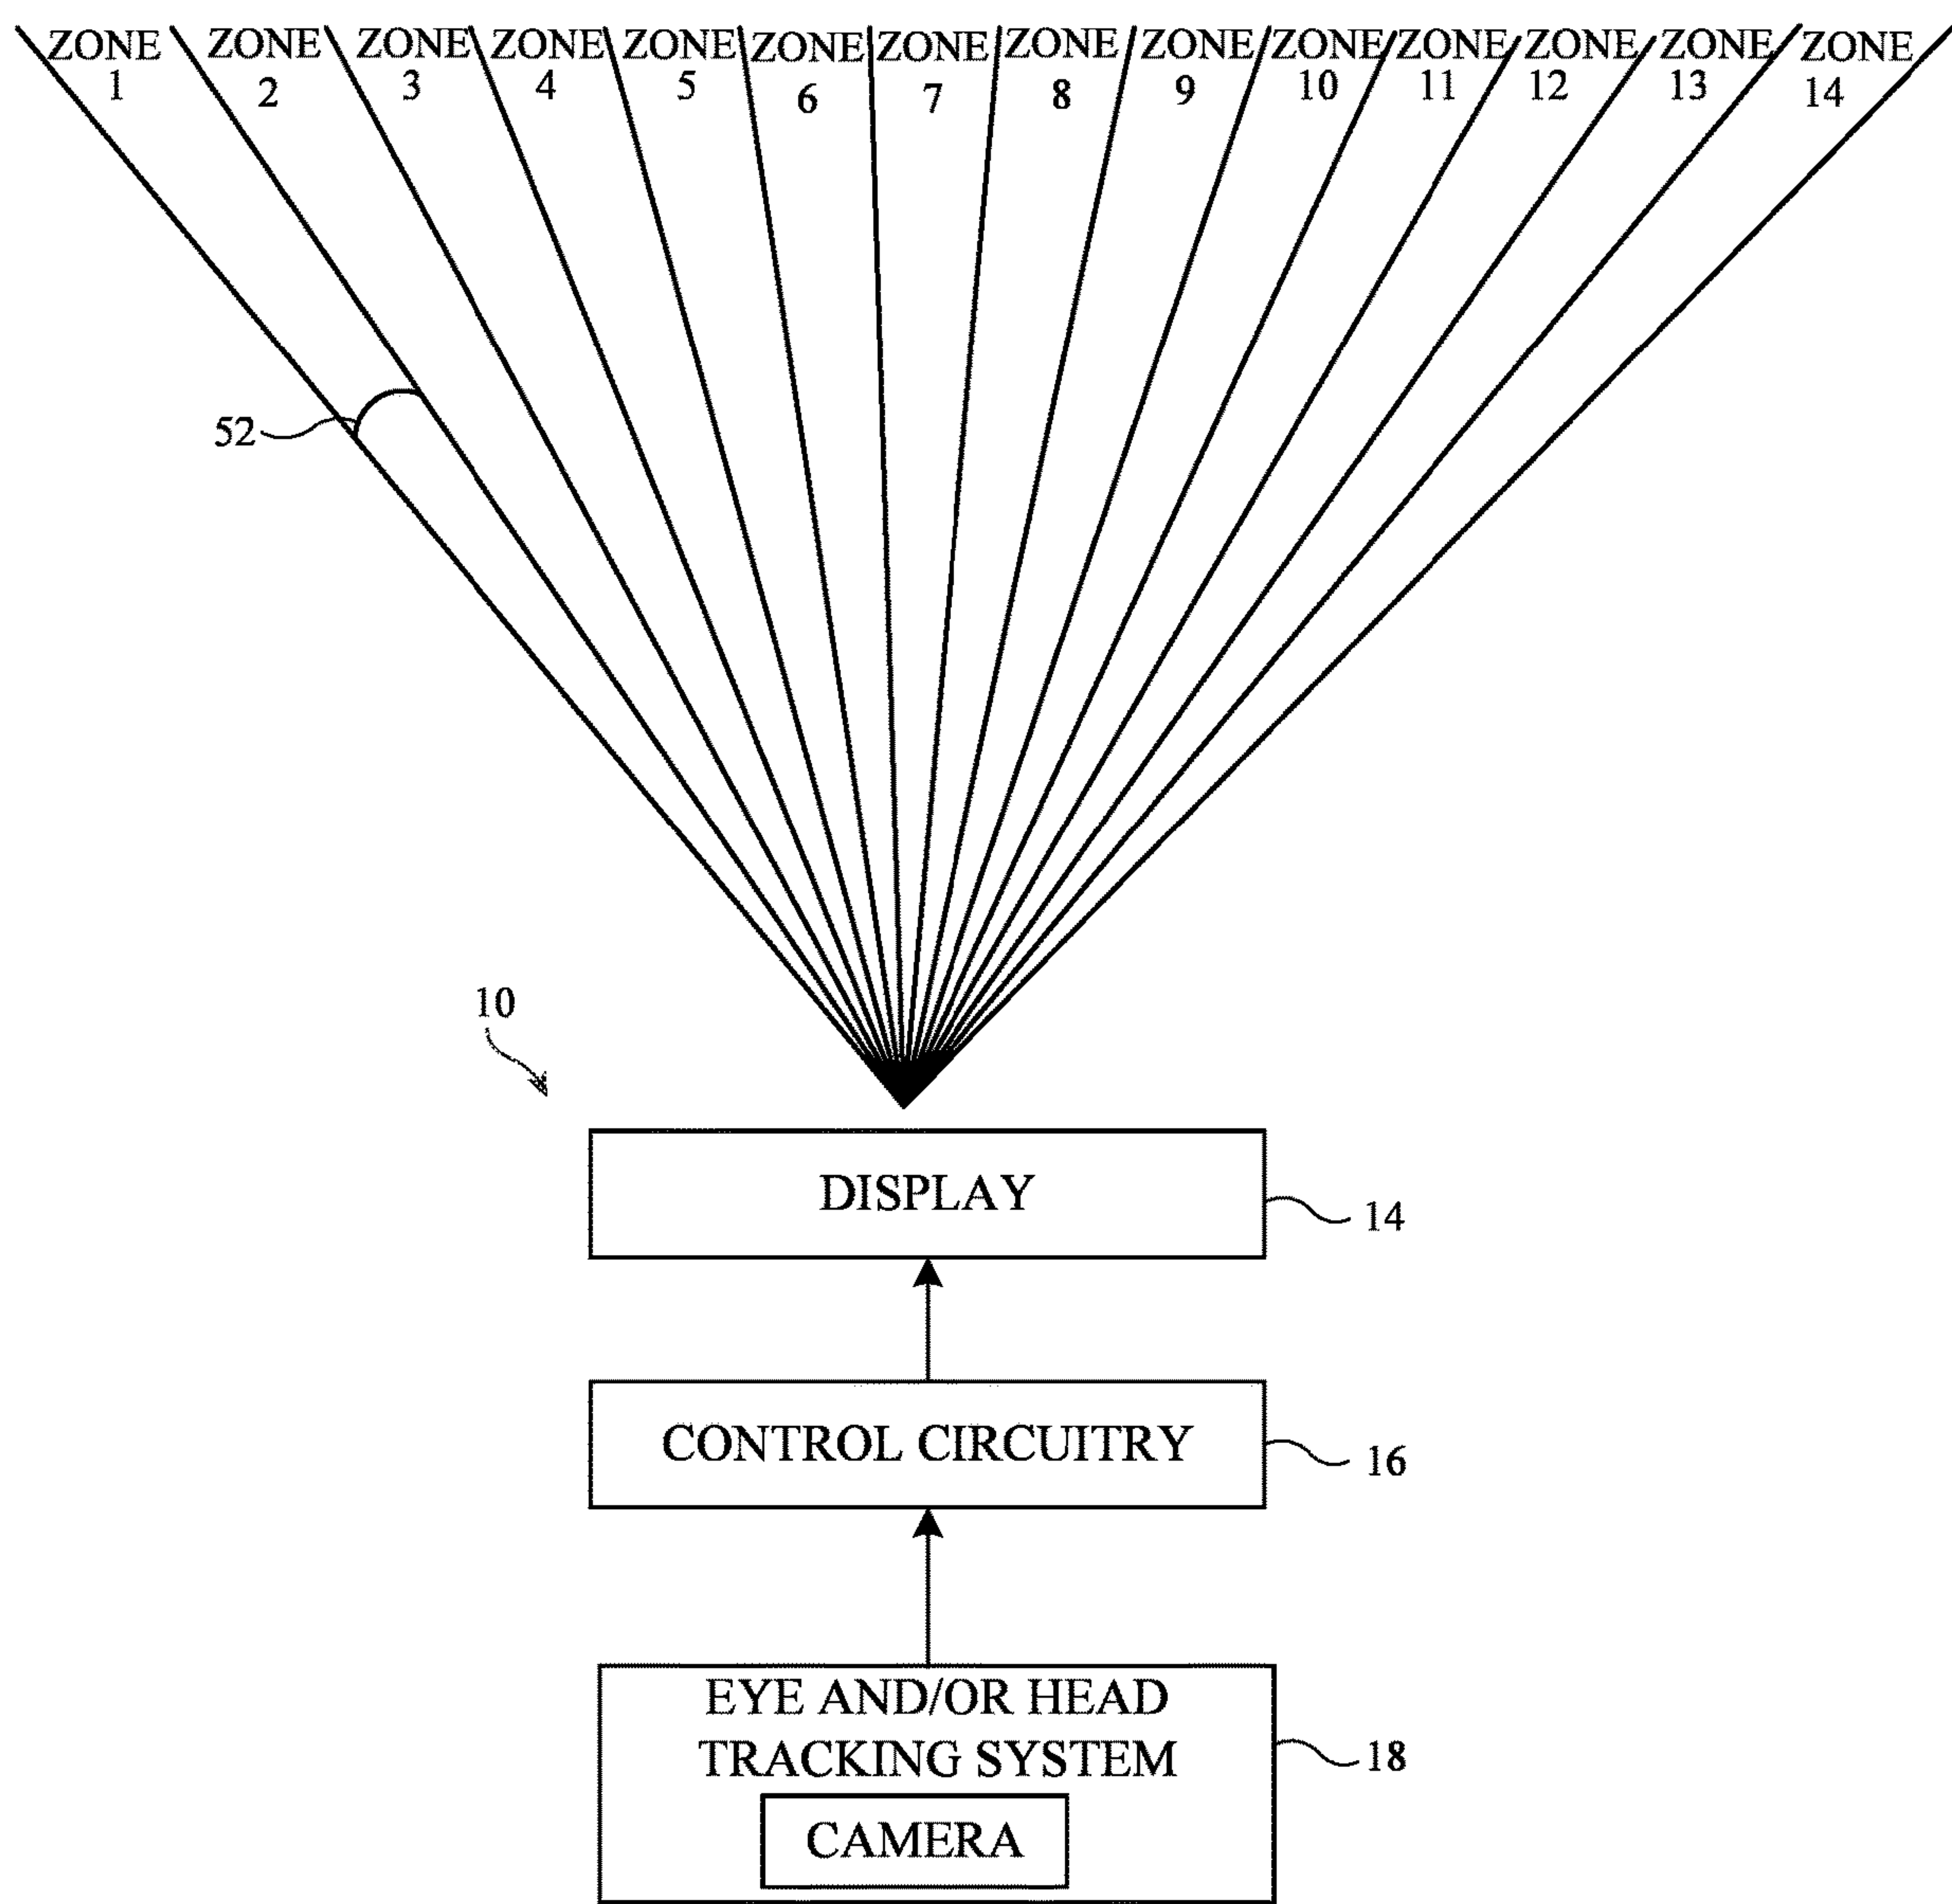 ZONE ZONE ZONE ZONE ZONE ZONE ZONE ZONE ZONE ZONE ZONE ZONE ZONE ZONE
1 2 3 4 5 6 7 8 9 10 11 12 13 14
52
10
DISPLAY
14
CONTROL CIRCUITRY
16
EYE AND/OR HEAD
TRACKING SYSTEM
18
CAMERA